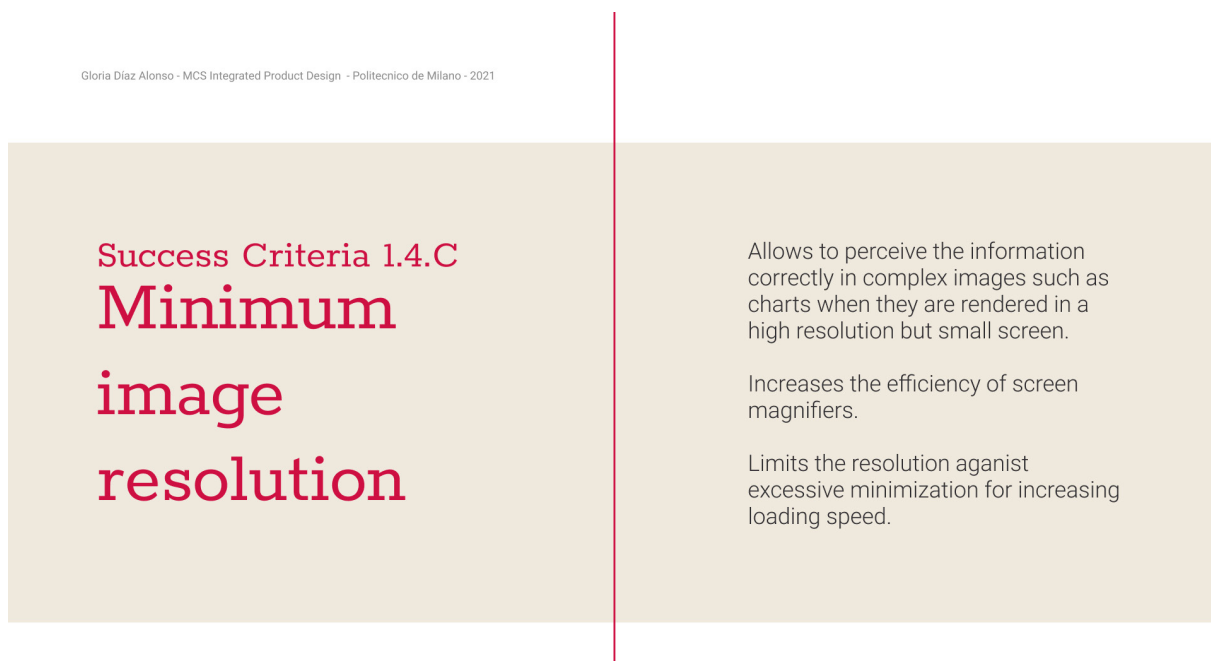 Gloria Díaz Alonso - MCS Integrated Product Design - Politecnico de Milano - 2021
Success Criteria 1.4.C
Minimum
image
resolution
Allows to perceive the information
correctly in complex images such as
charts when they are rendered in a
high resolution but small screen.
Increases the efficiency of screen
magnifiers.
Limits the resolution aganist
excessive minimization for increasing
loading speed.